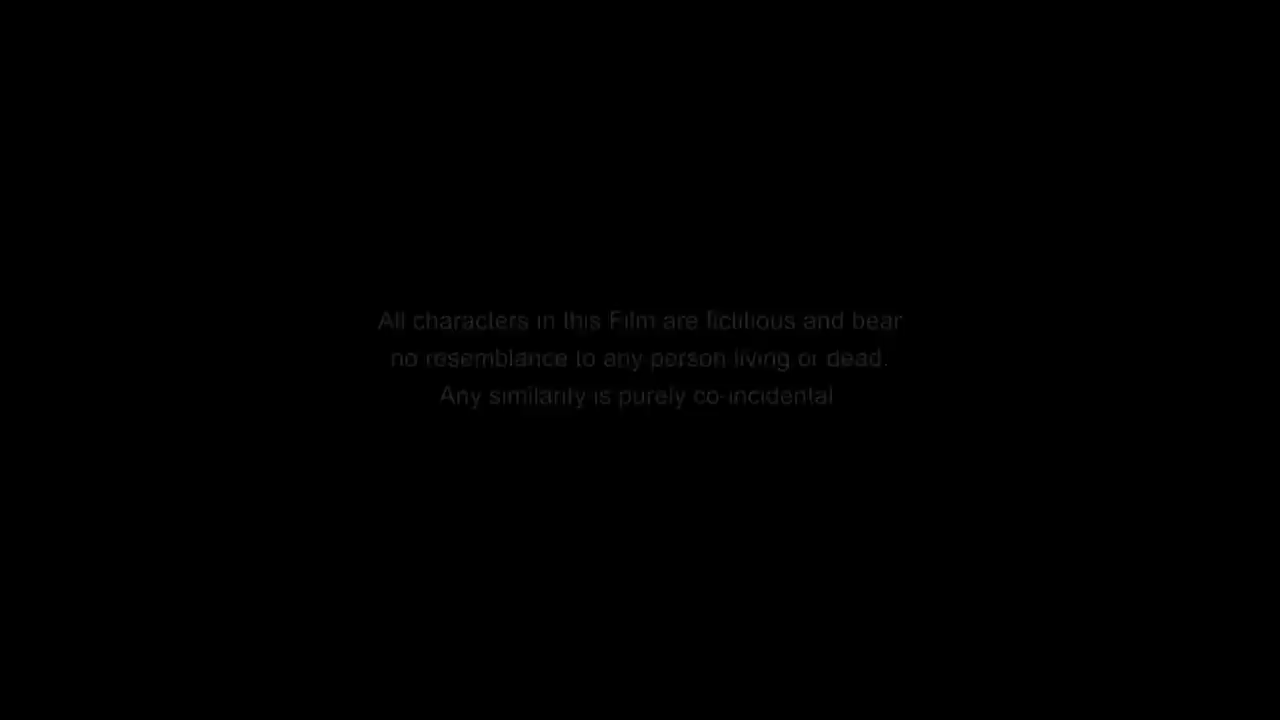 All characters in this Film are fictitious and bear
no resemblance to any person living or dead.
Any similarity is purely co-incidental